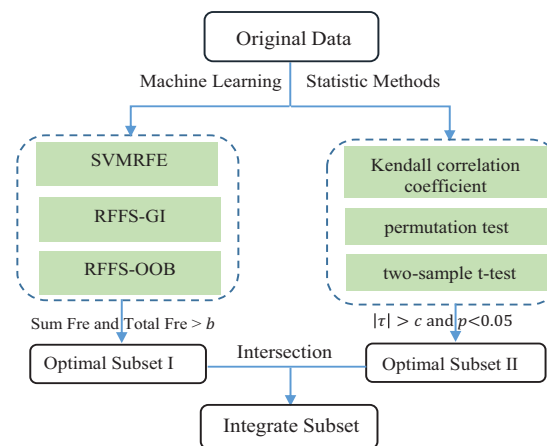 Original Data
Machine Learning
Statistic Methods
SVMRFE
RFFS-GI
RFFS-OOB
Kendall correlation
coefficient
permutation test
two-sample t-test
Sum Fre and Total Fre > b
|τ| > c and p<0.05
Optimal Subset I
Intersection
Optimal Subset II
Integrate Subset